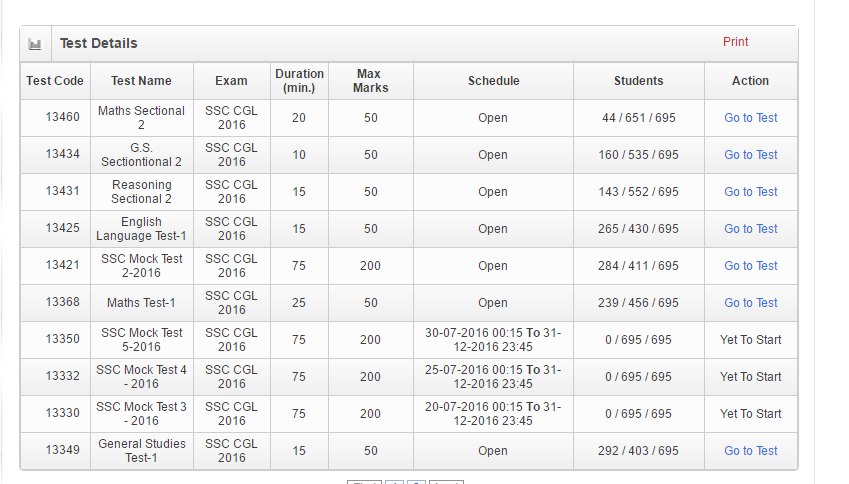 Test Details Print
Test Code Test Name Exam Duration (min.) Max Marks Schedule Students Action
13460 Maths Sectional 2 SSC CGL 2016 20 50 Open 44 / 651 / 695 Go to Test
13434 G.S. Sectiontional 2 SSC CGL 2016 10 50 Open 160 / 535 / 695 Go to Test
13431 Reasoning Sectional 2 SSC CGL 2016 15 50 Open 143 / 552 / 695 Go to Test
13425 English Language Test-1 SSC CGL 2016 15 50 Open 265 / 430 / 695 Go to Test
13421 SSC Mock Test 2-2016 SSC CGL 2016 75 200 Open 284 / 411 / 695 Go to Test
13368 Maths Test-1 SSC CGL 2016 25 50 Open 239 / 456 / 695 Go to Test
13350 SSC Mock Test 5-2016 SSC CGL 2016 75 200 30-07-2016 00:15 To 31-12-2016 23:45 0 / 695 / 695 Yet To Start
13332 SSC Mock Test 4 - 2016 SSC CGL 2016 75 200 25-07-2016 00:15 To 31-12-2016 23:45 0 / 695 / 695 Yet To Start
13330 SSC Mock Test 3 - 2016 SSC CGL 2016 75 200 20-07-2016 00:15 To 31-12-2016 23:45 0 / 695 / 695 Yet To Start
13349 General Studies Test-1 SSC CGL 2016 15 50 Open 292 / 403 / 695 Go to Test